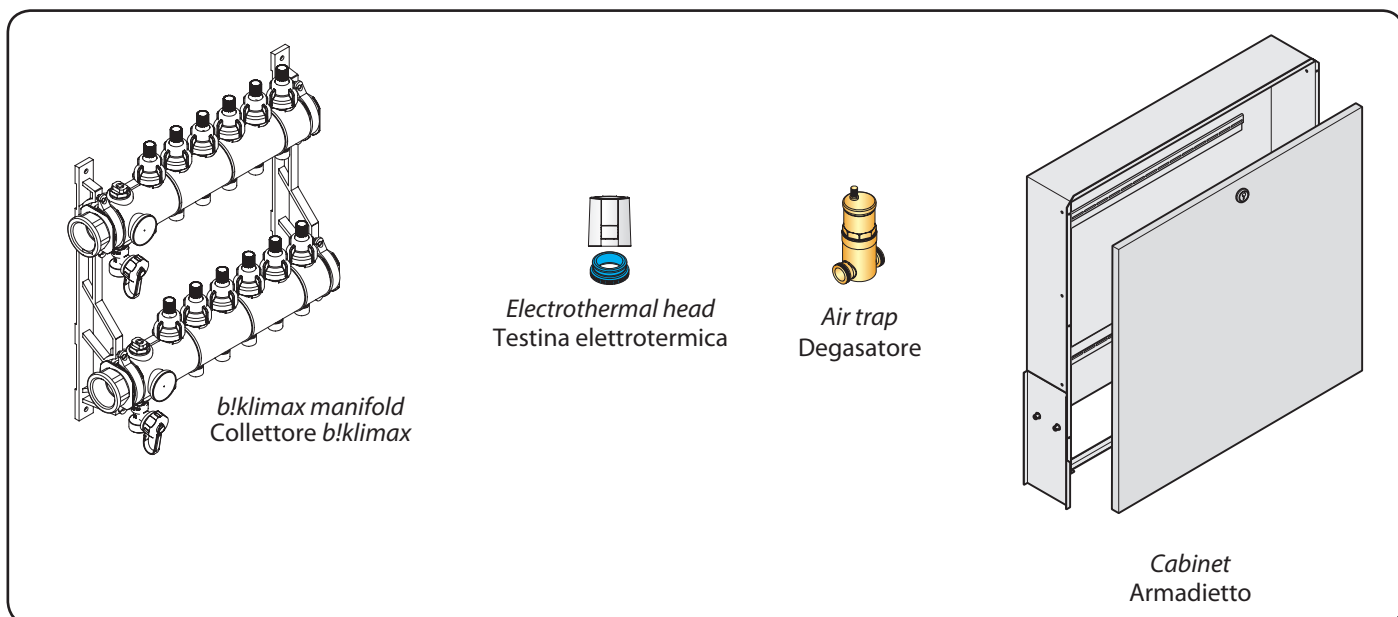 b!klimax manifold
Collettore b!klimax
Electrothermal head
Testina elettrotermica
Air trap
Degasatore
Cabinet
Armadietto